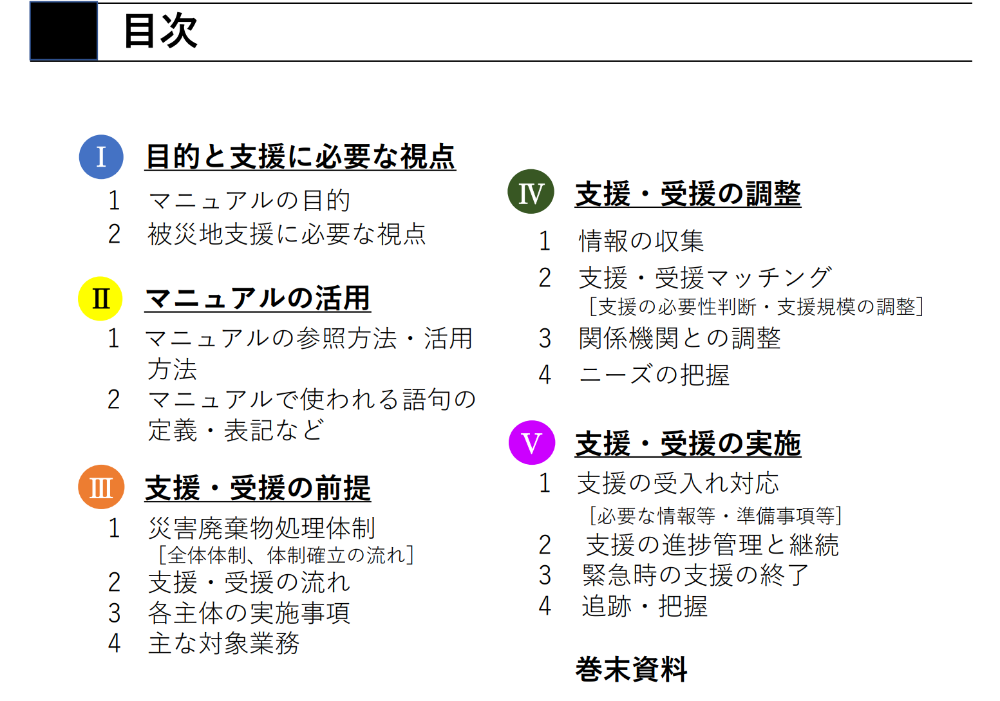 目次
Ⅰ 目的と支援に必要な視点
1 マニュアルの目的
2 被災地支援に必要な視点
Ⅱ マニュアルの活用
1 マニュアルの参照方法・活用
方法
2 マニュアルで使われる語句の
定義・表記など
Ⅲ 支援・受援の前提
1 災害廃棄物処理体制
［全体体制、体制確立の流れ］
2 支援・受援の流れ
3 各主体の実施事項
4 主な対象業務
Ⅳ 支援・受援の調整
1 情報の収集
2 支援・受援マッチング
［支援の必要性判断・支援規模の調整］
3 関係機関との調整
4 ニーズの把握
Ⅴ 支援・受援の実施
1 支援の受入れ対応
［必要な情報等・準備事項等］
2 支援の進捗管理と継続
3 緊急時の支援の終了
4 追跡・把握
巻末資料